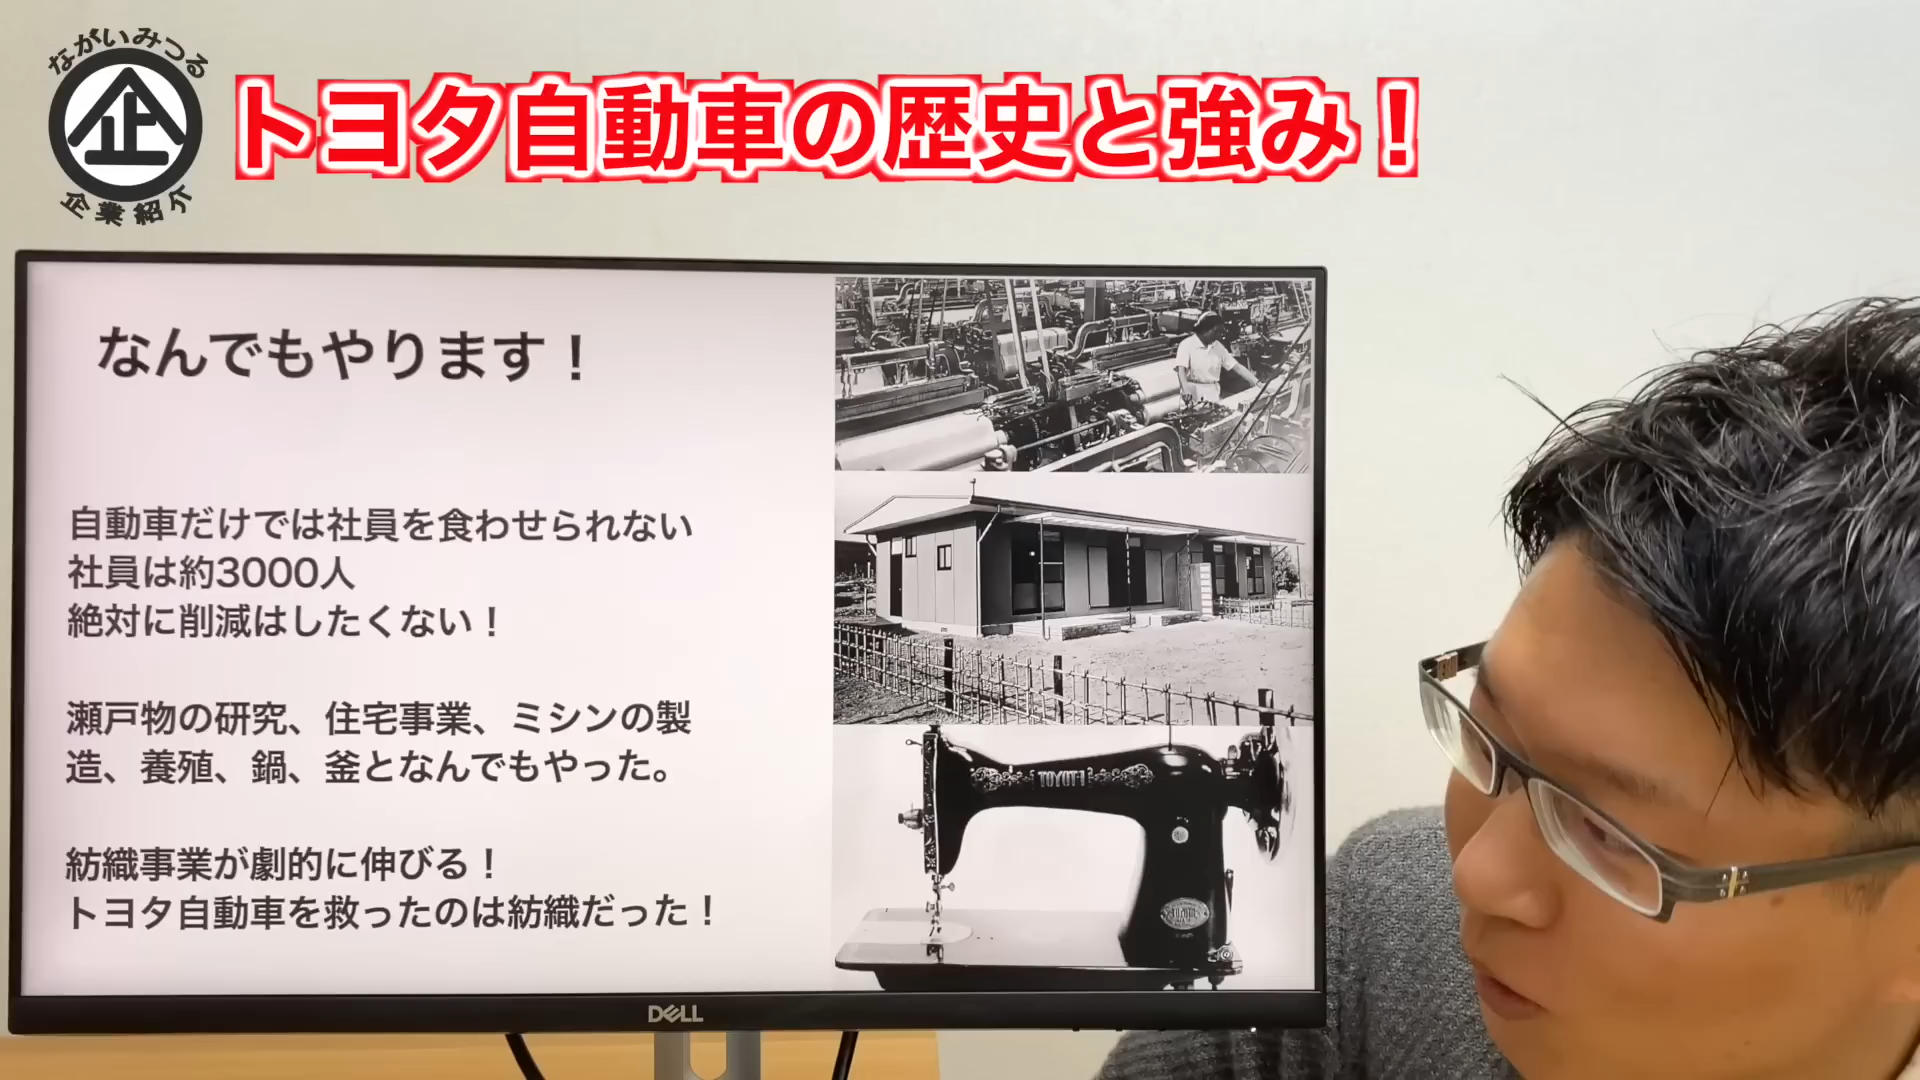 ながいみつる
企
企業紹介
トヨタ自動車の歴史と強み！
なんでもやります！
自動車だけでは社員を食わせられない
社員は約3000人
絶対に削減はしたくない！
瀬戸物の研究、住宅事業、ミシンの製
造、養殖、鍋、釜となんでもやった。
紡織事業が劇的に伸びる！
トヨタ自動車を救ったのは紡織だった！
TOYOTA
DELL